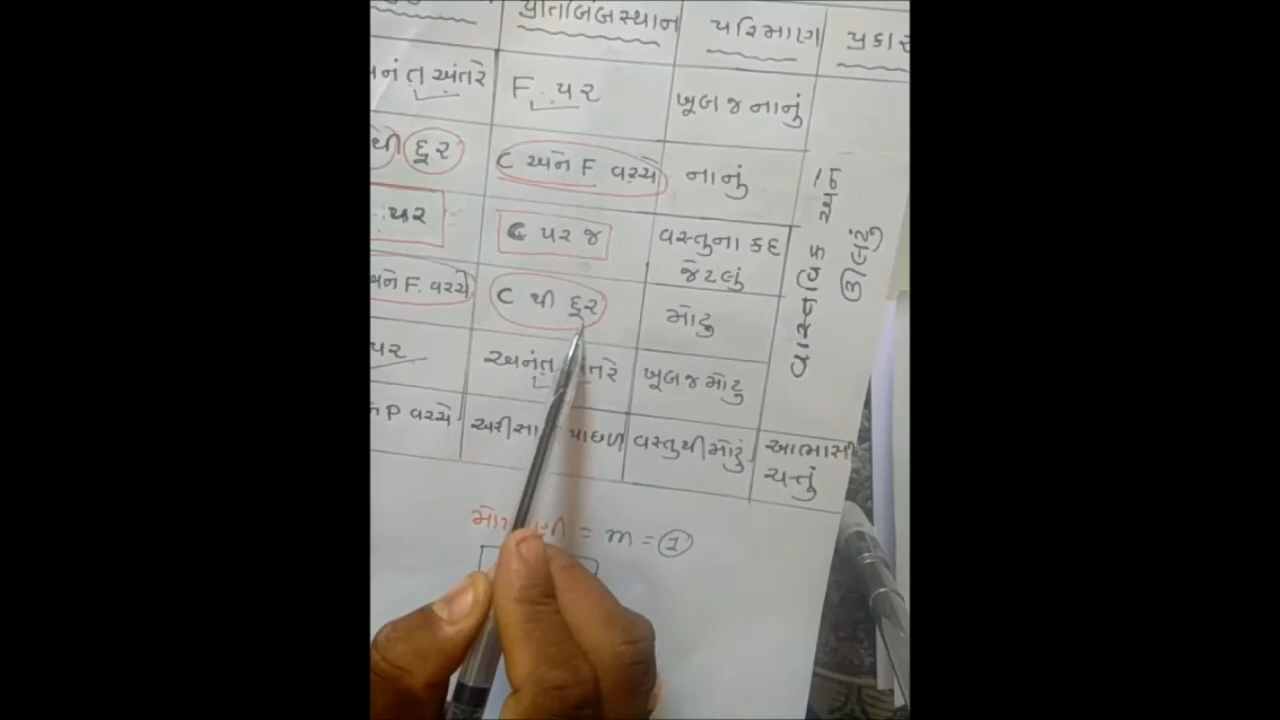 પ્રતિબિંબસ્થાન પરિમાણ પ્રકાર
અનંત અંતરે F પર ખૂબ જ નાનું
થી દૂર C અને F વચ્ચે નાનું
પર C પર જ વસ્તુના કદ
જેટલું
અને F વચ્ચે C થી દૂર મોટુ
પર અનંત અંતરે ખૂબ જ મોટુ
P વચ્ચે અરીસા પાછળ વસ્તુથી મોટું આભાસી
ચત્તું
વાસ્તવિક અને
ઊલટું
= m = 1